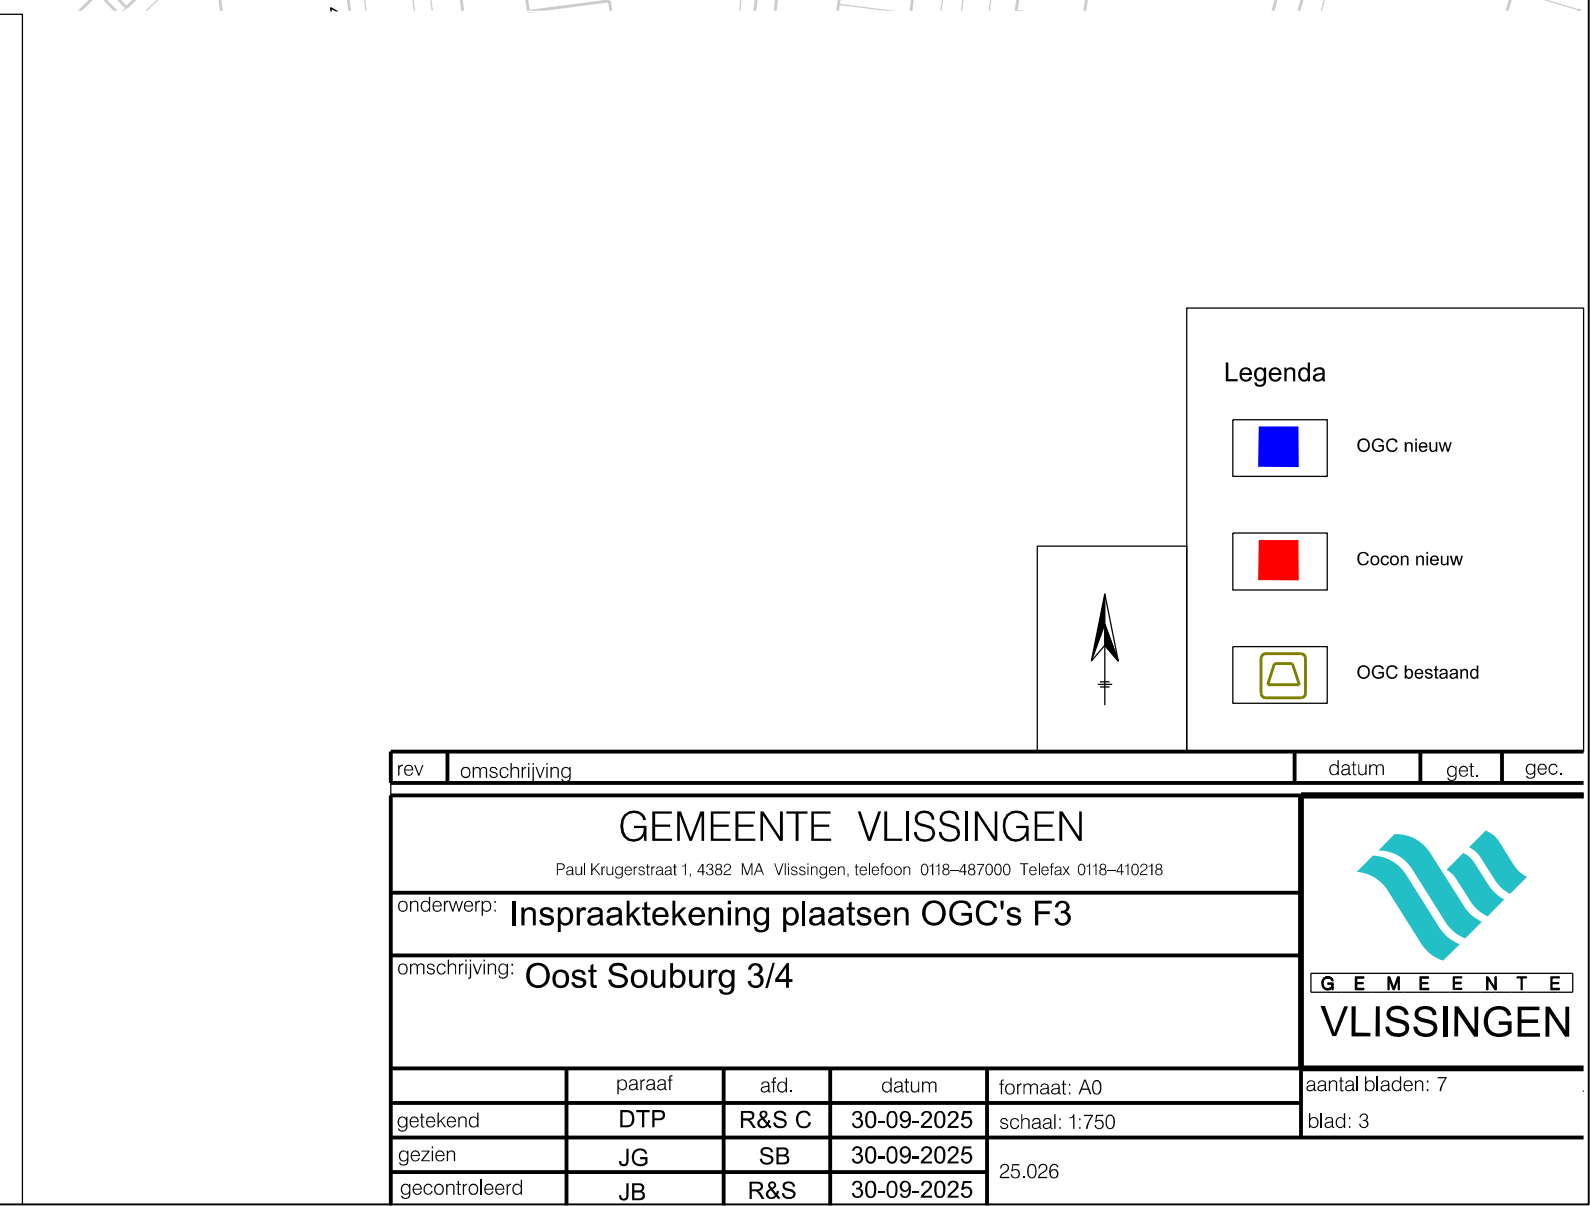 Legenda
OGC nieuw
Cocon nieuw
OGC bestaand
rev omschrijving datum get. gec.
GEMEENTE VLISSINGEN
Paul Krugerstraat 1, 4382 MA Vlissingen, telefoon 0118–487000 Telefax 0118–410218
onderwerp: Inspraaktekening plaatsen OGC's F3
omschrijving: Oost Souburg 3/4
GEMEENTE
VLISSINGEN
paraaf afd. datum formaat: A0 aantal bladen: 7
getekend DTP R&S C 30-09-2025 schaal: 1:750 blad: 3
gezien JG SB 30-09-2025
25.026
gecontroleerd JB R&S 30-09-2025